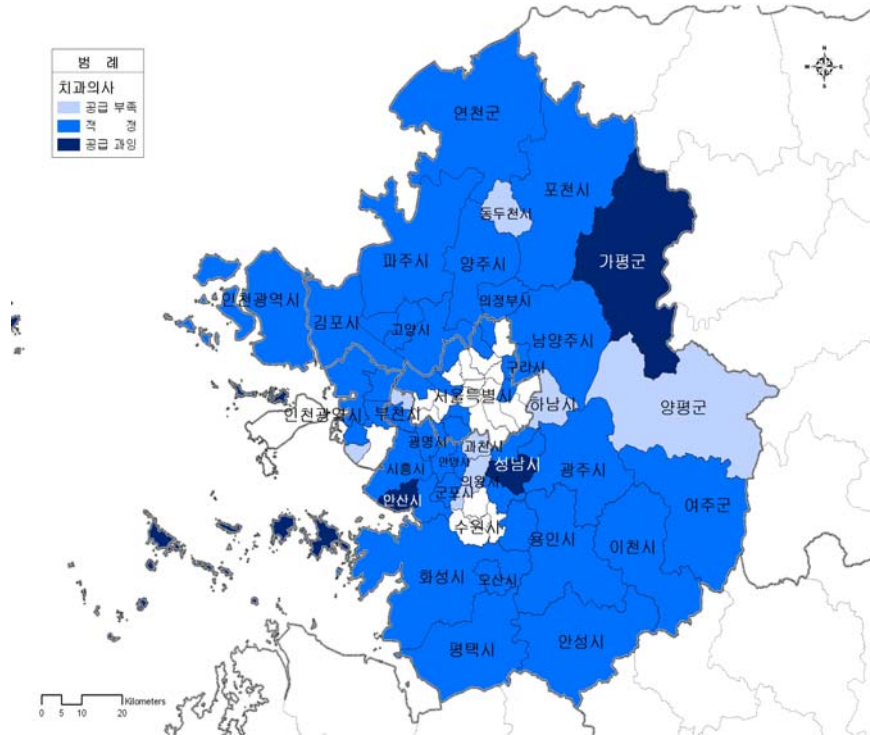 범 례
치과의사
공급 부족
적 정
공급 과잉
N
W E
S
연천군
포천시
동두천시
가평군
파주시
양주시
인천광역시
의정부시
김포시
고양시
남양주시
구리시
서울특별시
하남시
양평군
인천광역시
부천시
광명시
과천시
안양시
성남시
시흥시
의왕시
광주시
안산시
군포시
여주군
수원시
용인시
이천시
화성시
오산시
평택시
안성시
Kilometers
0 5 10 20